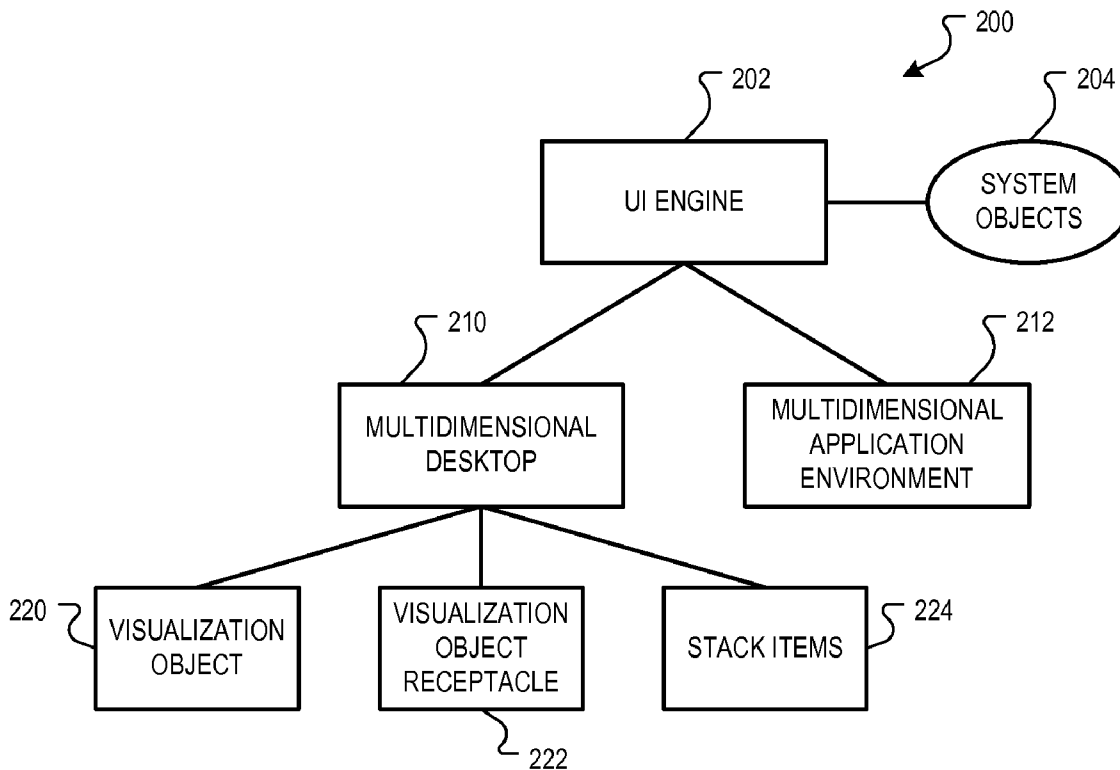 200
202
204
UI ENGINE
SYSTEM
OBJECTS
210
212
MULTIDIMENSIONAL
DESKTOP
MULTIDIMENSIONAL
APPLICATION
ENVIRONMENT
220
VISUALIZATION
OBJECT
VISUALIZATION
OBJECT
RECEPTACLE
STACK ITEMS
224
222